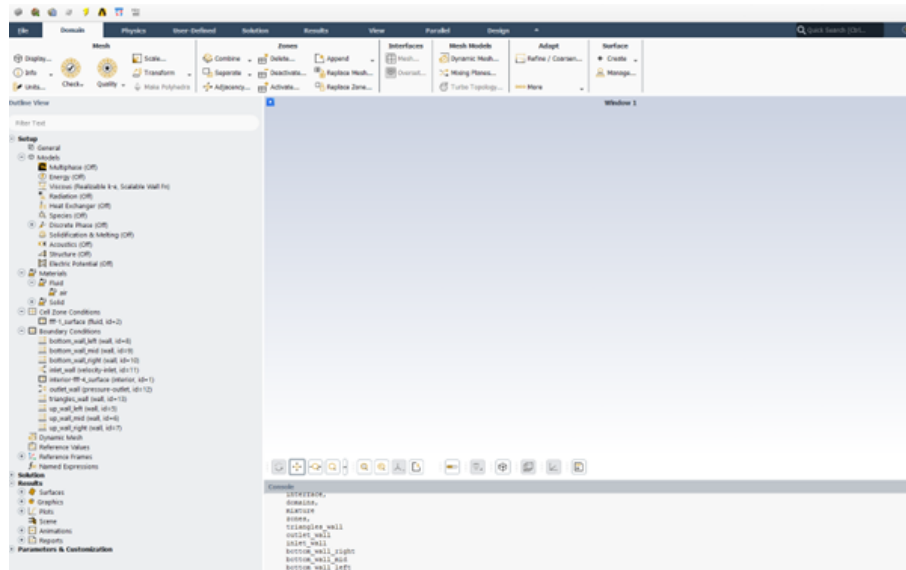 File Domain Physics User-Defined Solution Results View Parallel Design Quick Search (Ctrl...
Mesh Zones Interfaces Mesh Models Adapt Surface
Display... Scale... Combine Delete... Append Mesh... Dynamic Mesh... Refine / Coarsen... Create
Info Transform Separate Deactivate... Replace Mesh... Overset... Mixing Planes... Manage...
Units... Check Quality Make Polyhedra Adjacency... Activate... Replace Zone... Turbo Topology... More
Outline View
Window 1
Filter Text
Setup
General
Models
Multiphase (Off)
Energy (Off)
Viscous (Realizable k-e, Scalable Wall Fn)
Radiation (Off)
Heat Exchanger (Off)
Species (Off)
Discrete Phase (Off)
Solidification & Melting (Off)
Acoustics (Off)
Structure (Off)
Electric Potential (Off)
Materials
Fluid
air
Solid
Cell Zone Conditions
(fluid, id=2)
Boundary Conditions
bottom_wall_left (wall, id=8)
bottom_wall_mid (wall, id=9)
bottom_wall_right (wall, id=10)
inlet_wall (velocity-inlet, id=11)
(interior, id=1)
outlet_wall (pressure-outlet, id=12)
triangles_wall (wall, id=13)
up_wall_left (wall, id=5)
up_wall_mid (wall, id=6)
up_wall_right (wall, id=7)
Dynamic Mesh
Reference Values
Reference Frames
Named Expressions
Solution
Results
Surfaces
Graphics
Plots
Scene
Animations
Reports
Parameters & Customization
Console
interface,
domains,
mixture
zones,
triangles_wall
outlet_wall
inlet_wall
bottom_wall_right
bottom_wall_mid
bottom_wall_left